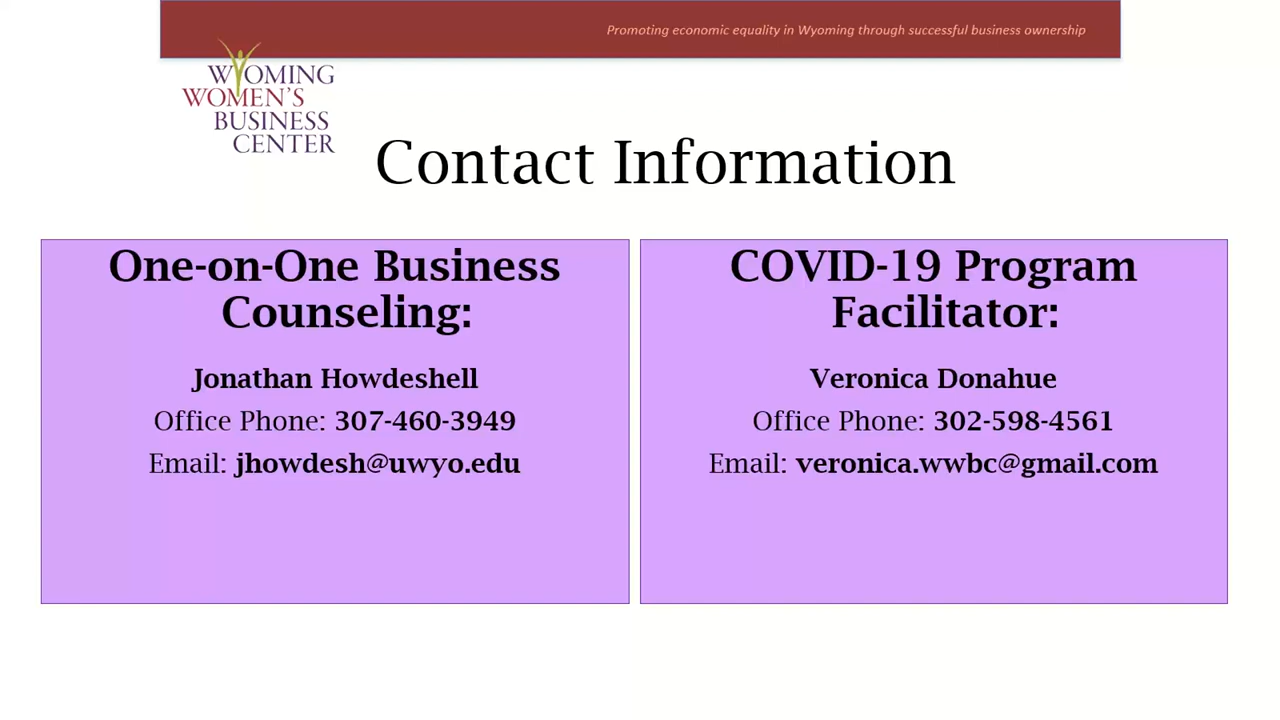 Promoting economic equality in Wyoming through successful business ownership
WYOMING
WOMEN'S
BUSINESS
CENTER
Contact Information
One-on-One Business
Counseling:
Jonathan Howdeshell
Office Phone: 307-460-3949
Email: jhowdesh@uwyo.edu
COVID-19 Program
Facilitator:
Veronica Donahue
Office Phone: 302-598-4561
Email: veronica.wwbc@gmail.com